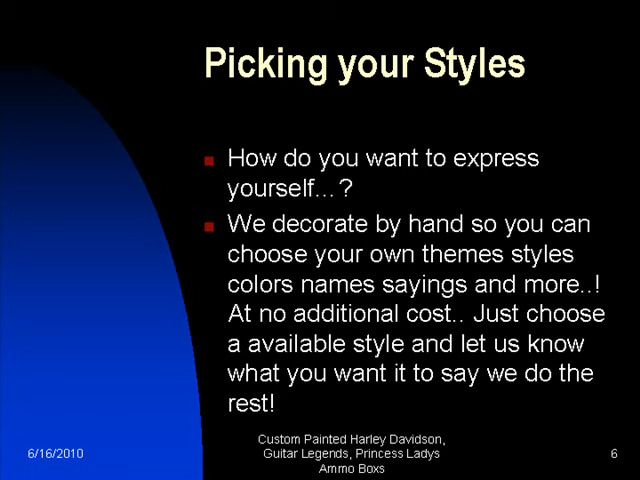 Picking your Styles
How do you want to express
yourself...?
We decorate by hand so you can
choose your own themes styles
colors names sayings and more..!
At no additional cost.. Just choose
a available style and let us know
what you want it to say we do the
rest!
6/16/2010
Custom Painted Harley Davidson,
Guitar Legends, Princess Ladys
Ammo Boxs
6